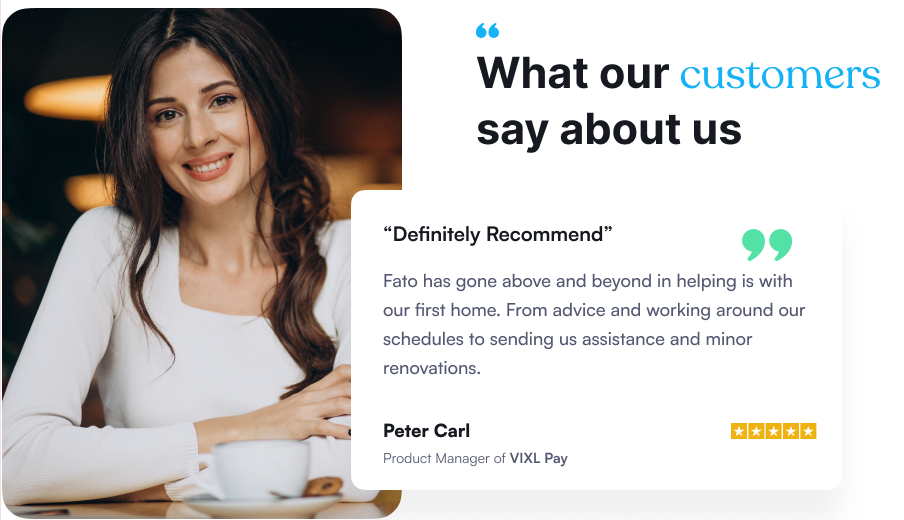 “
What our customers
say about us
“Definitely Recommend”
”
Fato has gone above and beyond in helping is with
our first home. From advice and working around our
schedules to sending us assistance and minor
renovations.
Peter Carl
Product Manager of VIXL Pay